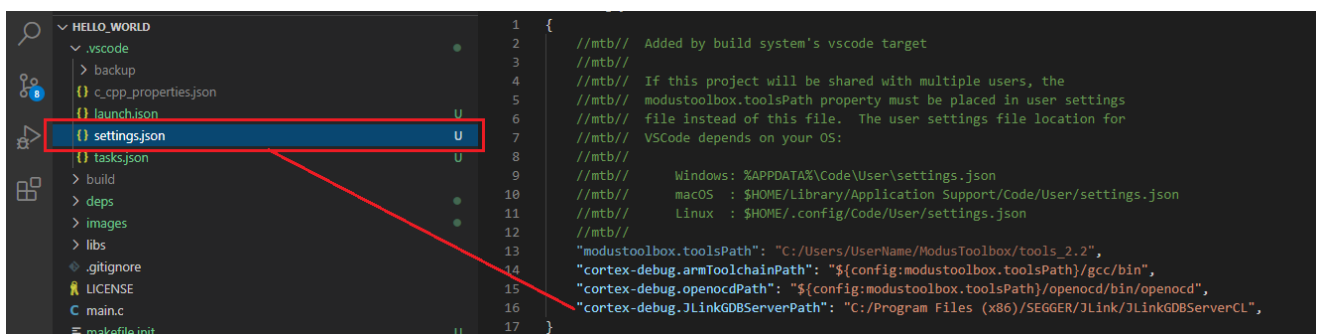 HELLO_WORLD
.vscode
backup
c_cpp_properties.json
launch.json
U
settings.json
U
tasks.json
U
build
deps
images
libs
.gitignore
LICENSE
C main.c
makefile.init
U
8
1 {
2 //mtb// Added by build system's vscode target
3 //mtb//
4 //mtb// If this project will be shared with multiple users, the
5 //mtb// modustoolbox.toolsPath property must be placed in user settings
6 //mtb// file instead of this file. The user settings file location for
7 //mtb// VSCode depends on your OS:
8 //mtb//
9 //mtb// Windows: %APPDATA%\Code\User\settings.json
10 //mtb// macOS : $HOME/Library/Application Support/Code/User/settings.json
11 //mtb// Linux : $HOME/.config/Code/User/settings.json
12 //mtb//
13 "modustoolbox.toolsPath": "C:/Users/UserName/ModusToolbox/tools_2.2",
14 "cortex-debug.armToolchainPath": "${config:modustoolbox.toolsPath}/gcc/bin",
15 "cortex-debug.openocdPath": "${config:modustoolbox.toolsPath}/openocd/bin/openocd",
16 "cortex-debug.JLinkGDBServerPath": "C:/Program Files (x86)/SEGGER/JLink/JLinkGDBServerCL",
17 }